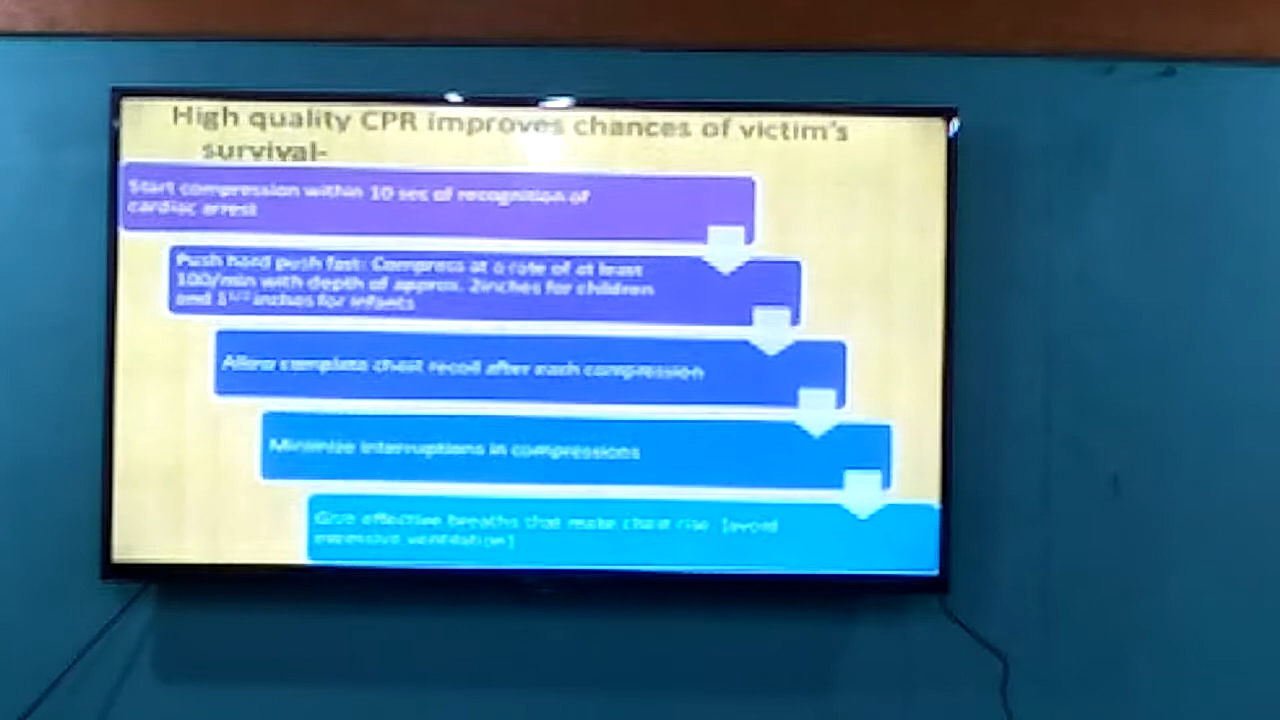 High quality CPR improves chances of victim's
survival-
Start compression within 10 sec of recognition of
cardiac arrest
Push hard push fast: Compress at a rate of at least
100/min with depth of approx. 2inches for children
and 1¹/² inches for infants
Allow complete chest recoil after each compression
Minimize interruptions in compressions
Give effective breaths that make chest rise [avoid
ventilation]